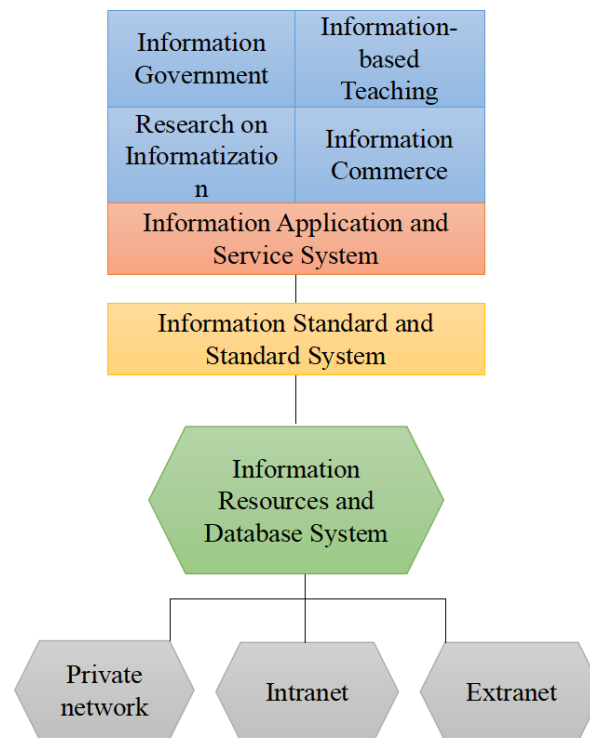 Information
Government
Information-
based
Teaching
Research on
Informatizatio
n
Information
Commerce
Information Application and
Service System
Information Standard and
Standard System
Information
Resources and
Database System
Private
network
Intranet
Extranet